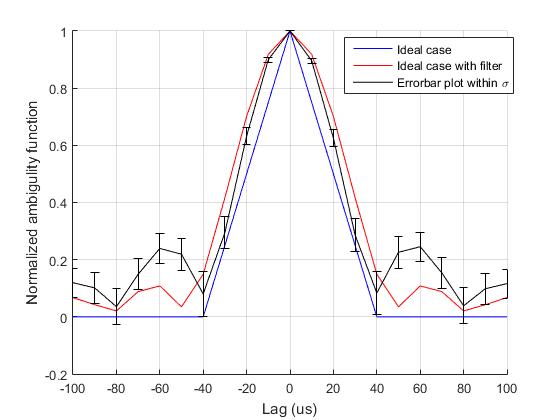 Ideal case
Ideal case with filter
Errorbar plot within σ
Normalized ambigulity function
1
0.8
0.6
0.4
0.2
0
-0.2
-100 -80 -60 -40 -20 0 20 40 60 80 100
Lag (us)